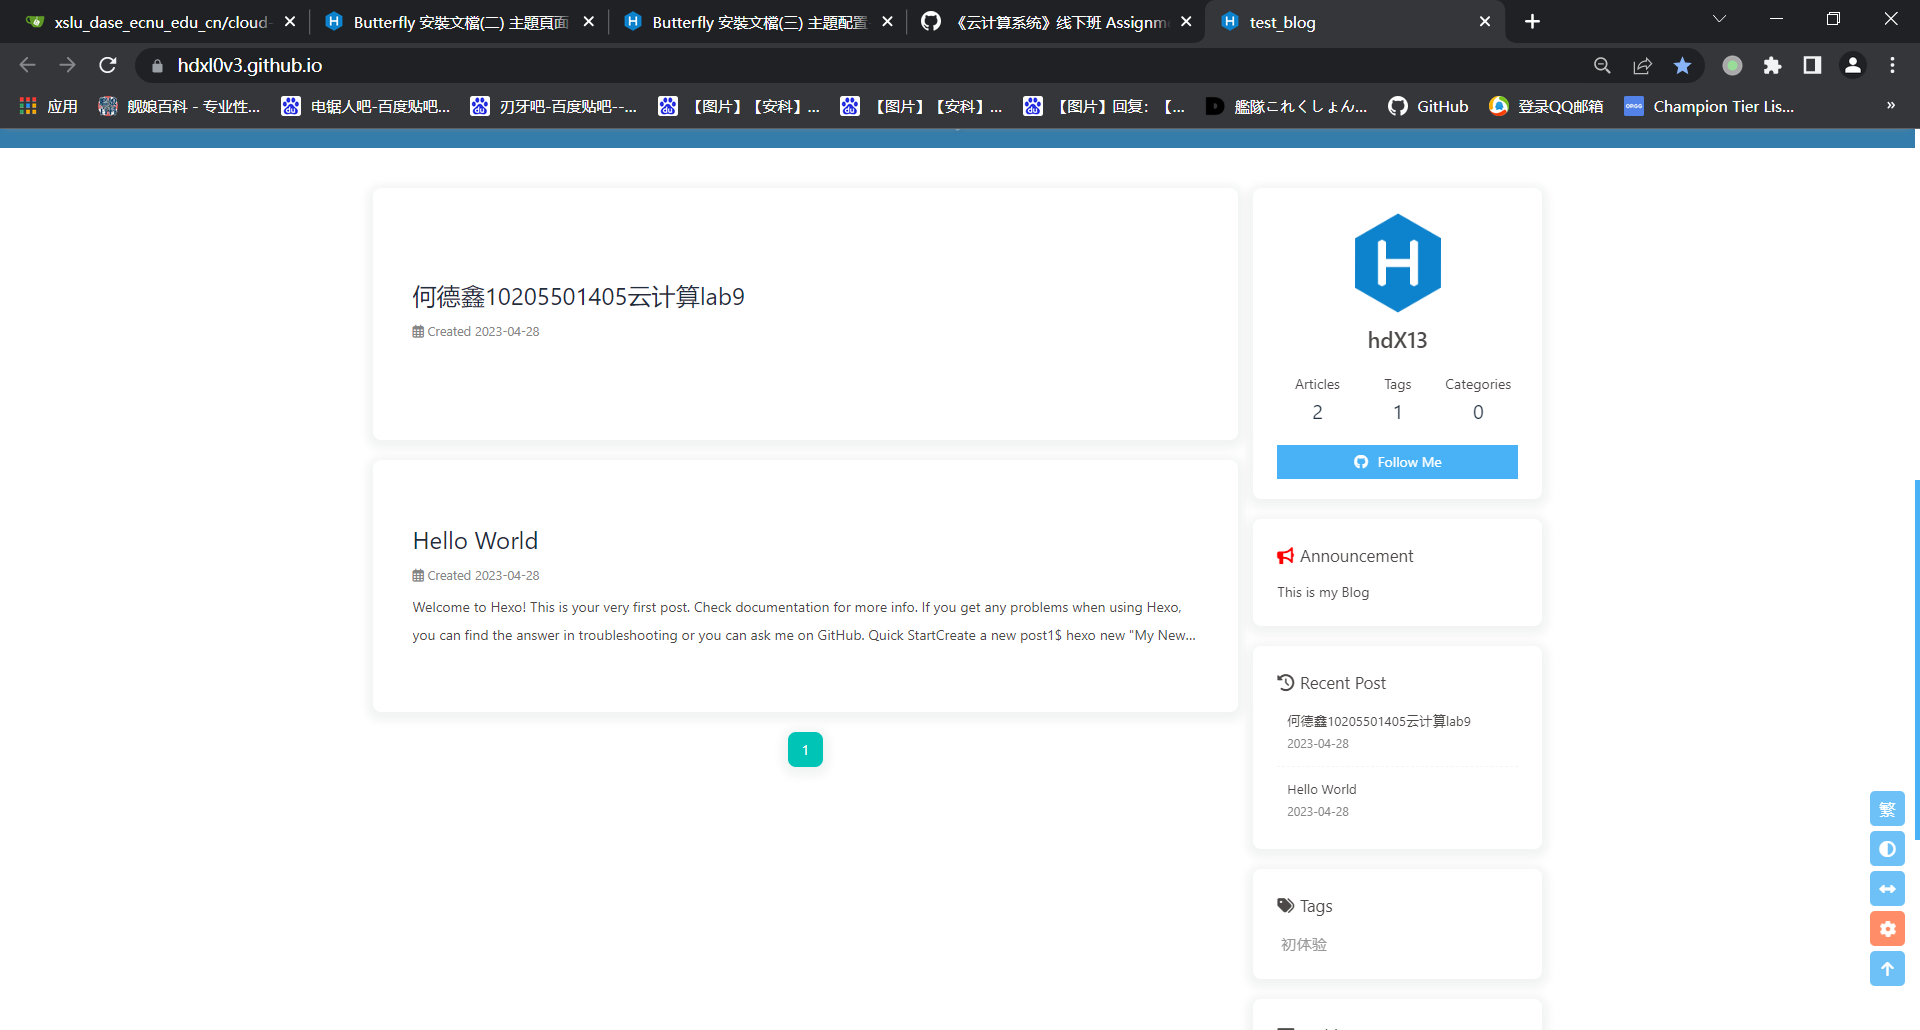 xslu_dase_ecnu_edu_cn/cloud-
Butterfly 安裝文檔(二) 主題頁面
Butterfly 安裝文檔(三) 主題配置
《云计算系统》线下班 Assignm
test_blog
hdxl0v3.github.io
应用
舰娘百科 - 专业性...
电锯人吧-百度贴吧...
刃牙吧-百度贴吧--...
【图片】【安科】...
【图片】【安科】...
【图片】回复：【...
艦隊これくしょん...
GitHub
登录QQ邮箱
OP.GG
Champion Tier Lis...
»
何德鑫10205501405云计算lab9
Created 2023-04-28
Hello World
Created 2023-04-28
Welcome to Hexo! This is your very first post. Check documentation for more info. If you get any problems when using Hexo,
you can find the answer in troubleshooting or you can ask me on GitHub. Quick StartCreate a new post1$ hexo new "My New...
1
H
hdX13
Articles Tags Categories
2 1 0
Follow Me
Announcement
This is my Blog
Recent Post
何德鑫10205501405云计算lab9
2023-04-28
Hello World
2023-04-28
Tags
初体验
繁